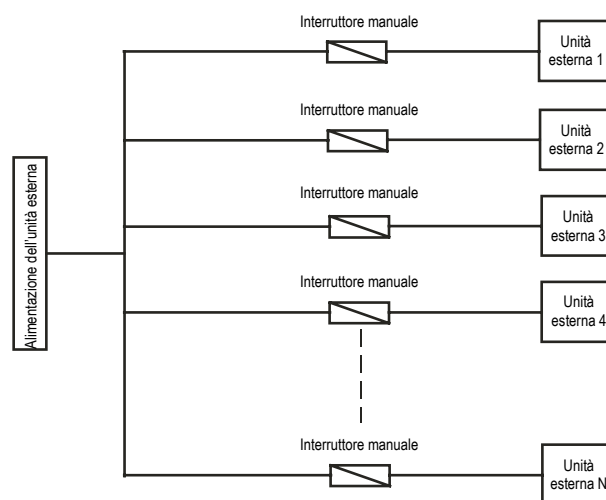 Interruttore manuale
Unità
esterna 1
Interruttore manuale
Unità
esterna 2
Alimentazione dell'unità esterna
Interruttore manuale
Unità
esterna 3
Interruttore manuale
Unità
esterna 4
Interruttore manuale
Unità
esterna N